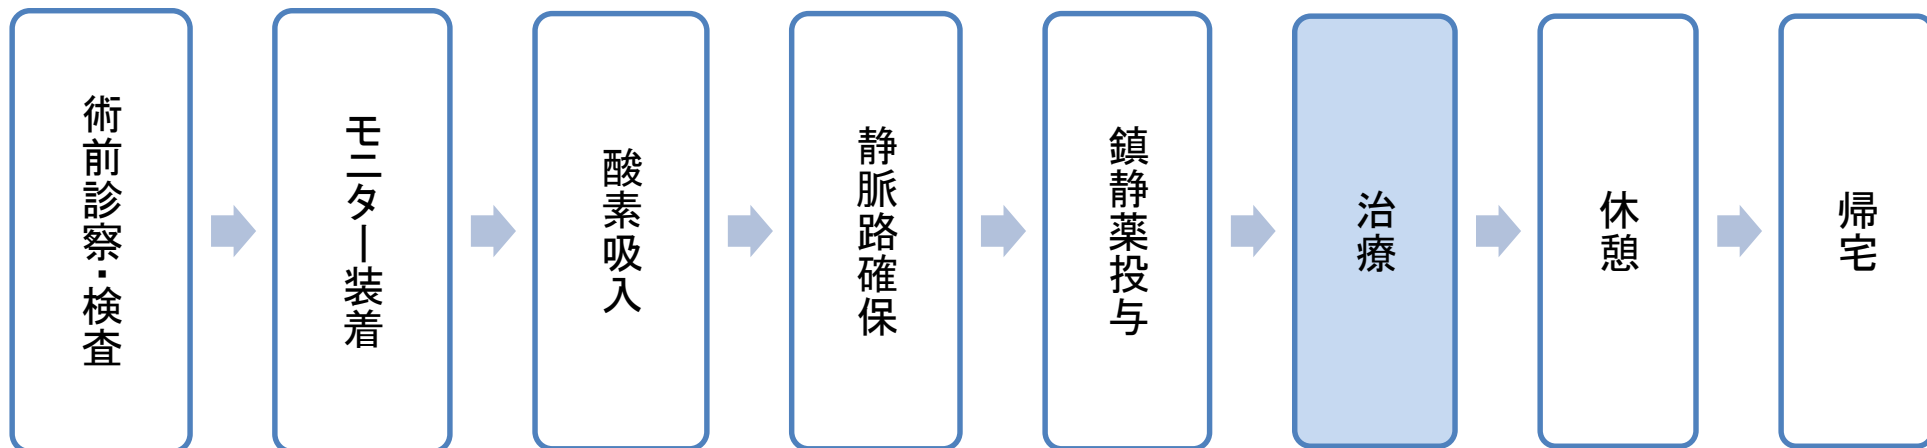 術前診察・検査
モニター装着
酸素吸入
静脈路確保
鎮静薬投与
治療
休憩
帰宅